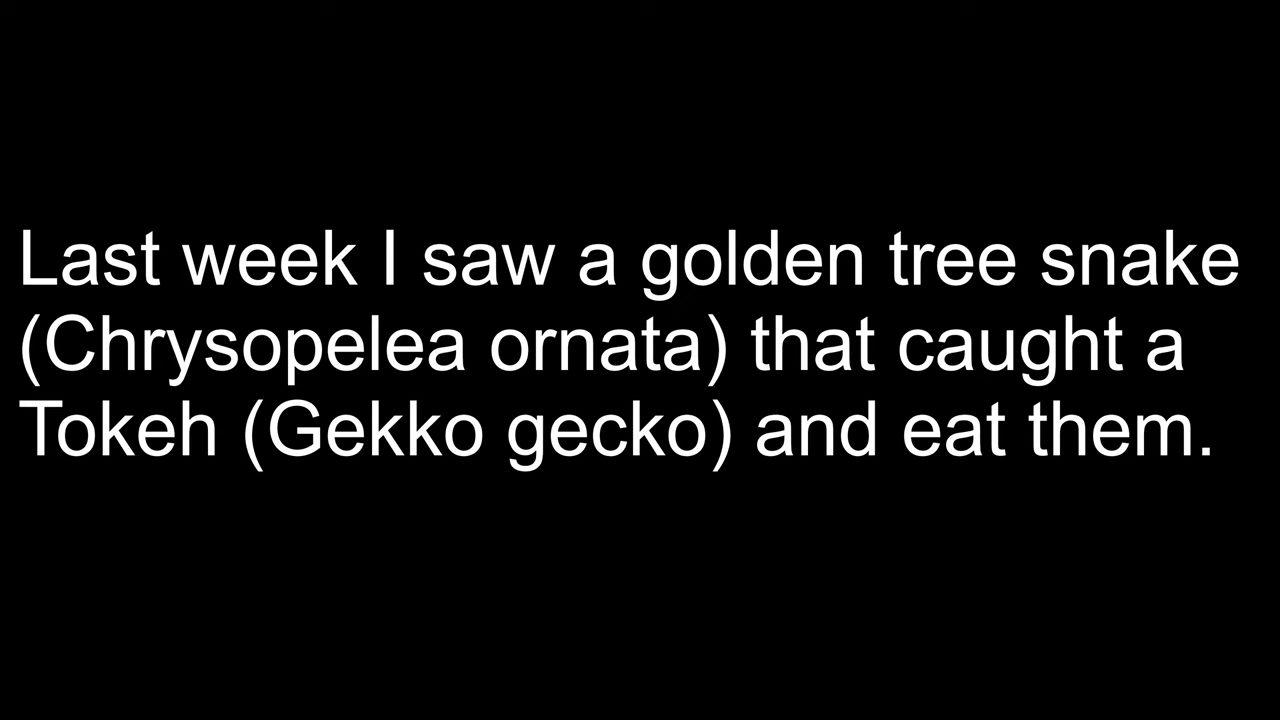 Last week I saw a golden tree snake
(Chrysopelea ornata) that caught a
Tokeh (Gekko gecko) and eat them.